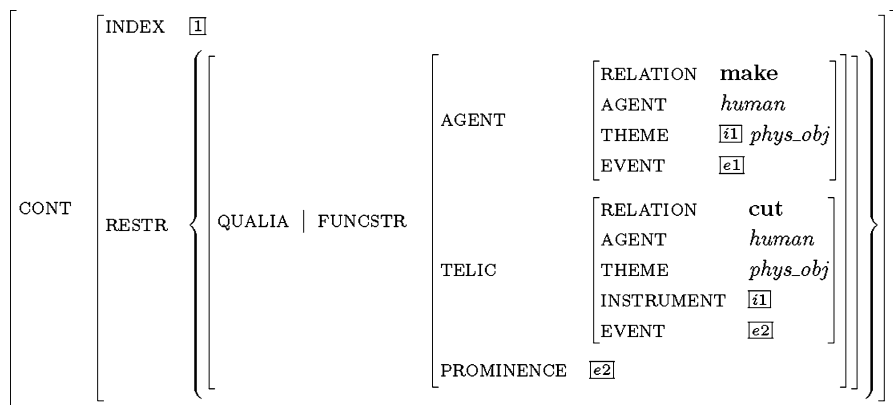 INDEX 1
RELATION make
AGENT human
AGENT THEME i1 phys_obj
EVENT e1
CONT RESTR { QUALIA | FUNCSTR }
RELATION cut
AGENT human
TELIC THEME phys_obj
INSTRUMENT i1
EVENT e2
PROMINENCE e2